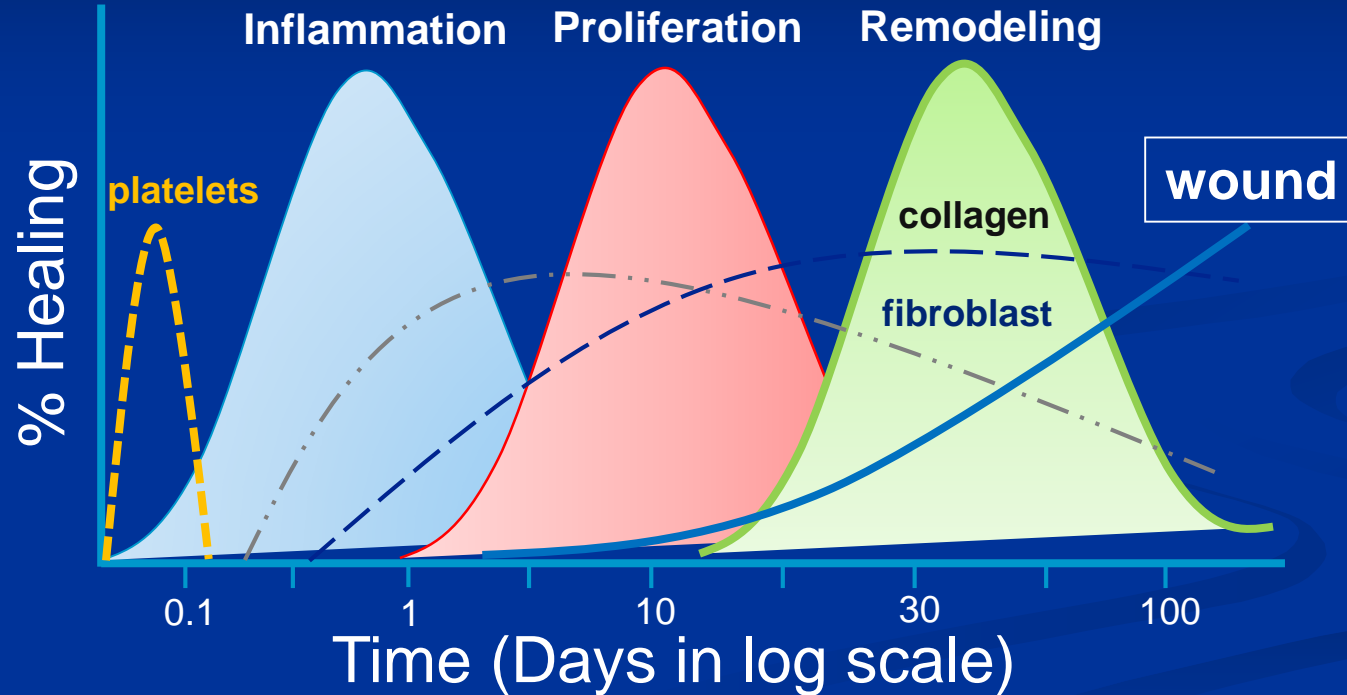 Inflammation Proliferation Remodeling
platelets
wound
collagen
fibroblast
% Healing
0.1 1 10 30 100
Time (Days in log scale)